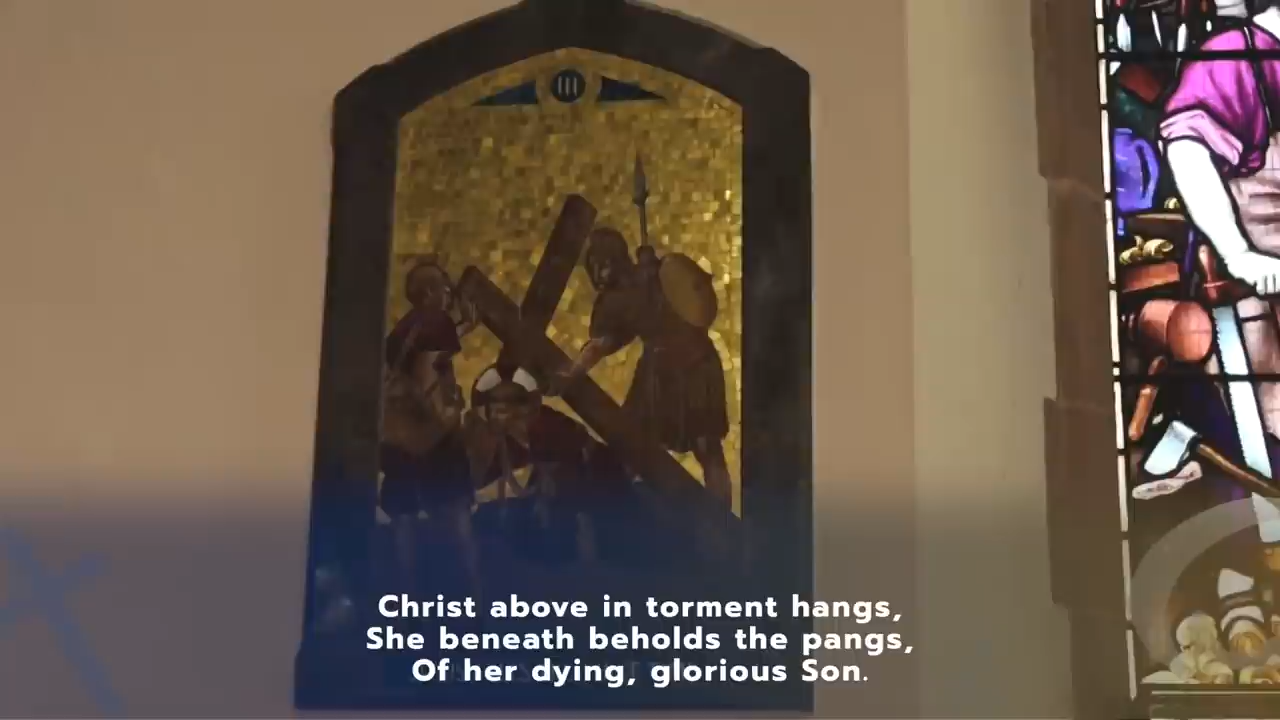 III
Christ above in torment hangs,
She beneath beholds the pangs,
Of her dying, glorious Son.